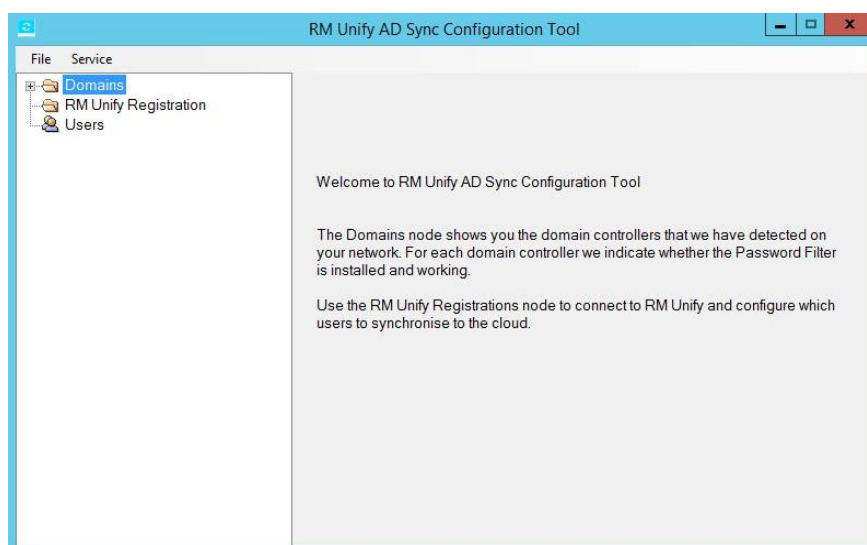 RM Unify AD Sync Configuration Tool
File Service
Domains
RM Unify Registration
Users
Welcome to RM Unify AD Sync Configuration Tool
The Domains node shows you the domain controllers that we have detected on
your network. For each domain controller we indicate whether the Password Filter
is installed and working.
Use the RM Unify Registrations node to connect to RM Unify and configure which
users to synchronise to the cloud.